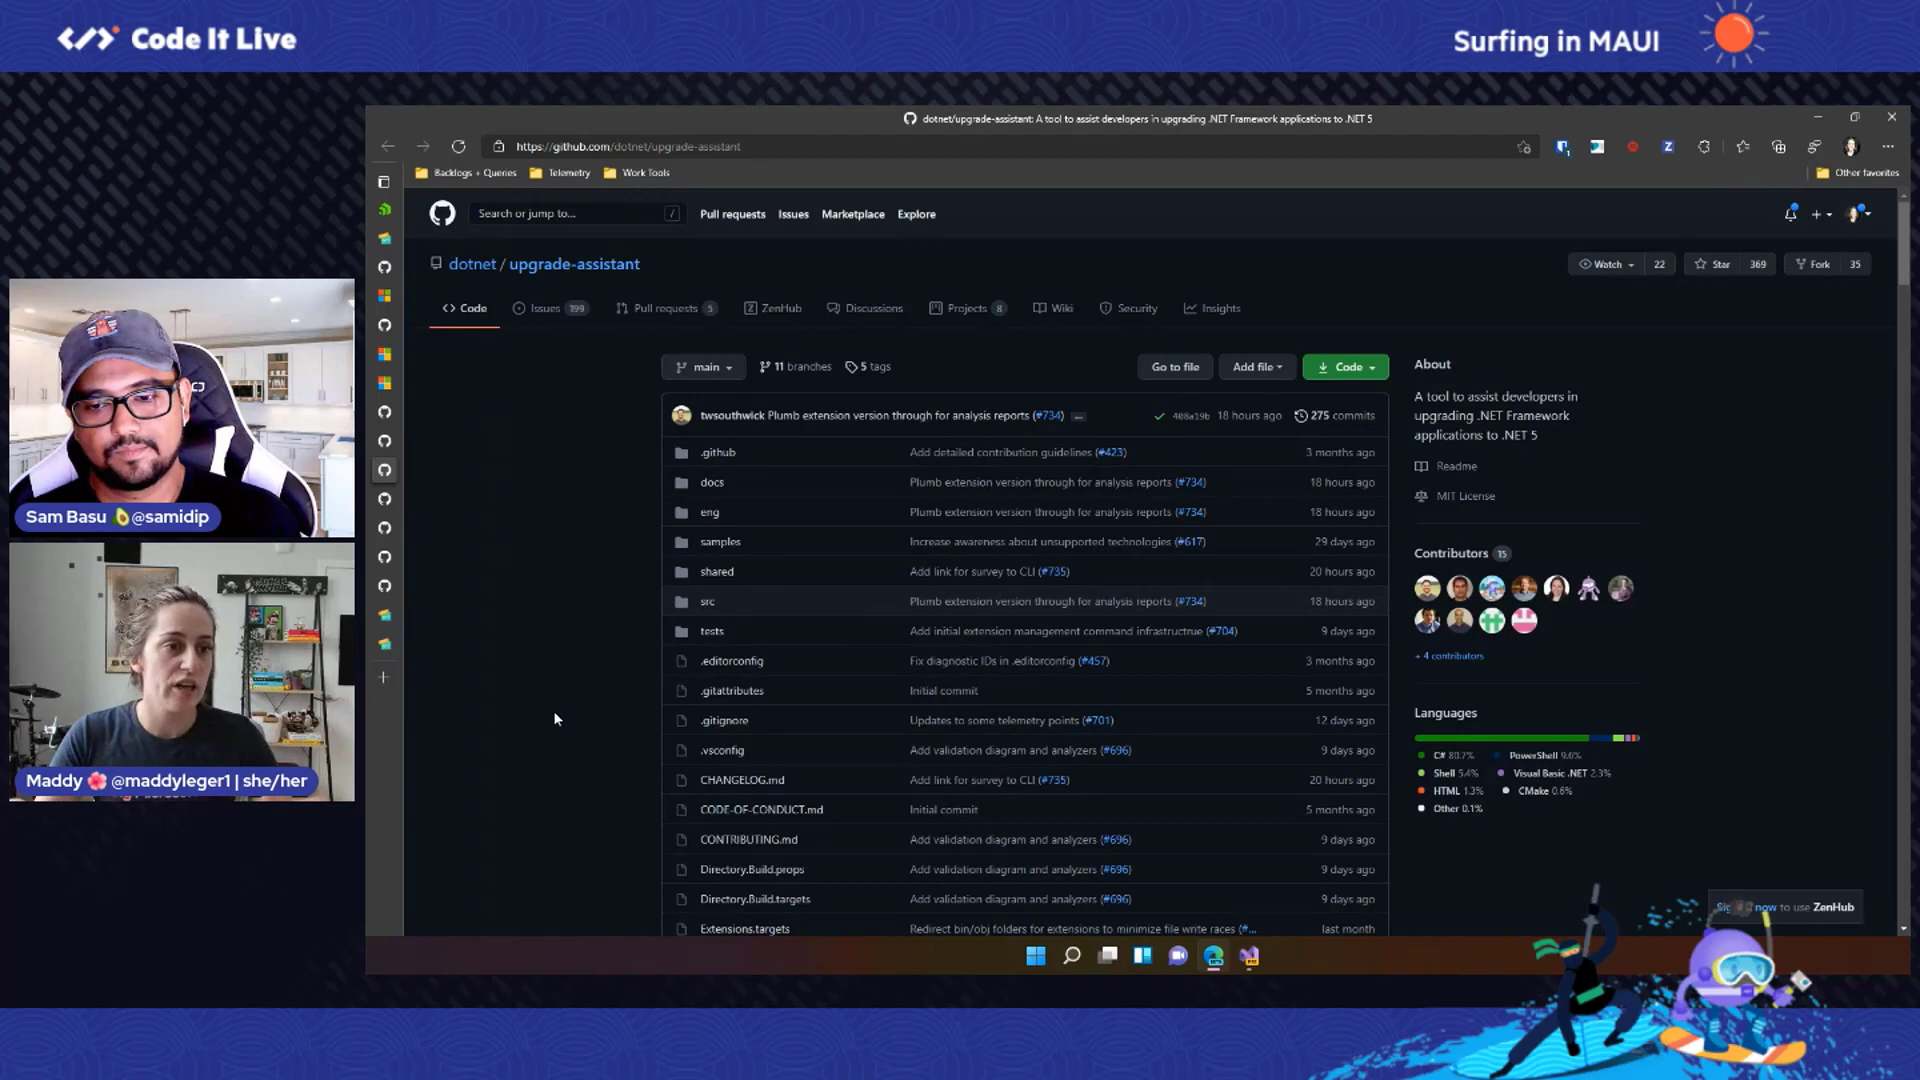 Code It Live
Surfing in MAUI
dotnet/upgrade-assistant: A tool to assist developers in upgrading .NET Framework applications to .NET 5
https://github.com/dotnet/upgrade-assistant
Backlogs + Queries
Telemetry
Work Tools
Other favorites
Search or jump to...
/
Pull requests
Issues
Marketplace
Explore
dotnet / upgrade-assistant
Watch
22
Star
369
Fork
35
Code
Issues 199
Pull requests 5
ZenHub
Discussions
Projects 8
Wiki
Security
Insights
main
11 branches
5 tags
Go to file
Add file
Code
twsouthwick Plumb extension version through for analysis reports (#734) ...
408a19b 18 hours ago
275 commits
.github Add detailed contribution guidelines (#423) 3 months ago
docs Plumb extension version through for analysis reports (#734) 18 hours ago
eng Plumb extension version through for analysis reports (#734) 18 hours ago
samples Increase awareness about unsupported technologies (#617) 29 days ago
shared Add link for survey to CLI (#735) 20 hours ago
src Plumb extension version through for analysis reports (#734) 18 hours ago
tests Add initial extension management command infrastructrue (#704) 9 days ago
.editorconfig Fix diagnostic IDs in .editorconfig (#457) 3 months ago
.gitattributes Initial commit 5 months ago
.gitignore Updates to some telemetry points (#701) 12 days ago
.vsconfig Add validation diagram and analyzers (#696) 9 days ago
CHANGELOG.md Add link for survey to CLI (#735) 20 hours ago
CODE-OF-CONDUCT.md Initial commit 5 months ago
CONTRIBUTING.md Add validation diagram and analyzers (#696) 9 days ago
Directory.Build.props Add validation diagram and analyzers (#696) 9 days ago
Directory.Build.targets Add validation diagram and analyzers (#696) 9 days ago
Extensions.targets Redirect bin/obj folders for extensions to minimize file write races (#... last month
About
A tool to assist developers in
upgrading .NET Framework
applications to .NET 5
Readme
MIT License
Contributors 15
+ 4 contributors
Languages
C# 80.7%
PowerShell 9.6%
Shell 5.4%
Visual Basic .NET 2.3%
HTML 1.3%
CMake 0.6%
Other 0.1%
now to use ZenHub
Sam Basu 🥑@samidip
Maddy 🌺 @maddyleger1 | she/her